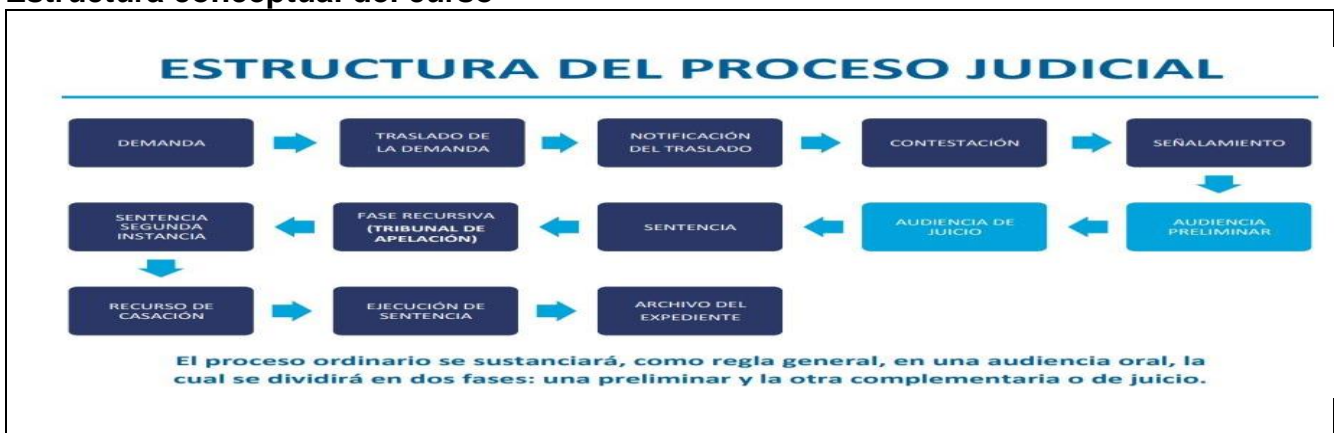 Estructura conceptual del curso
ESTRUCTURA DEL PROCESO JUDICIAL
DEMANDA
TRASLADO DE
LA DEMANDA
NOTIFICACIÓN
DEL TRASLADO
CONTESTACIÓN
SEÑALAMIENTO
AUDIENCIA
PRELIMINAR
AUDIENCIA DE
JUICIO
SENTENCIA
FASE RECURSIVA
(TRIBUNAL DE
APELACIÓN)
SENTENCIA
SEGUNDA
INSTANCIA
RECURSO DE
CASACIÓN
EJECUCIÓN DE
SENTENCIA
ARCHIVO DEL
EXPEDIENTE
El proceso ordinario se sustanciará, como regla general, en una audiencia oral, la
cual se dividirá en dos fases: una preliminar y la otra complementaria o de juicio.